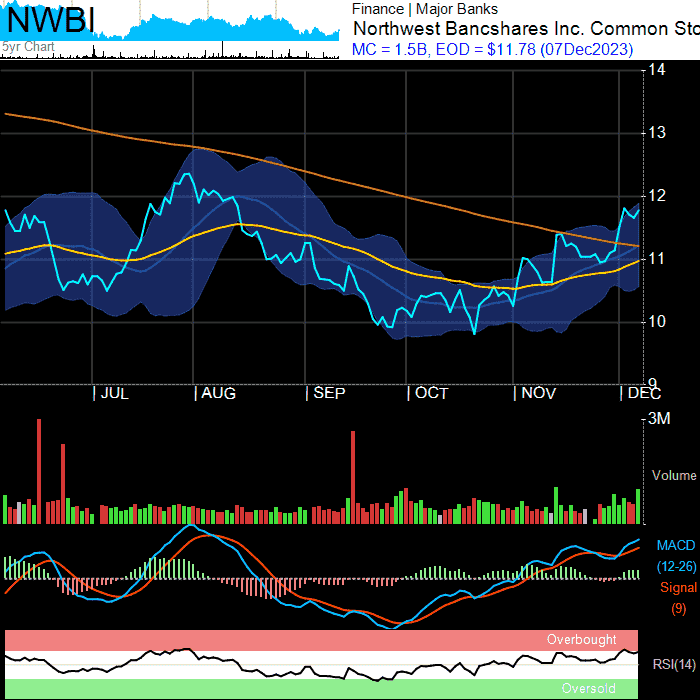 NWBI
5yr Chart
Finance | Major Banks
Northwest Bancshares Inc. Common Sto
MC = 1.5B, EOD = $11.78 (07Dec2023)
14
13
12
11
10
9
JUL AUG SEP OCT NOV DEC
3M
Volume
MACD
(12-26)
Signal
(9)
Overbought
RSI(14)
Oversold